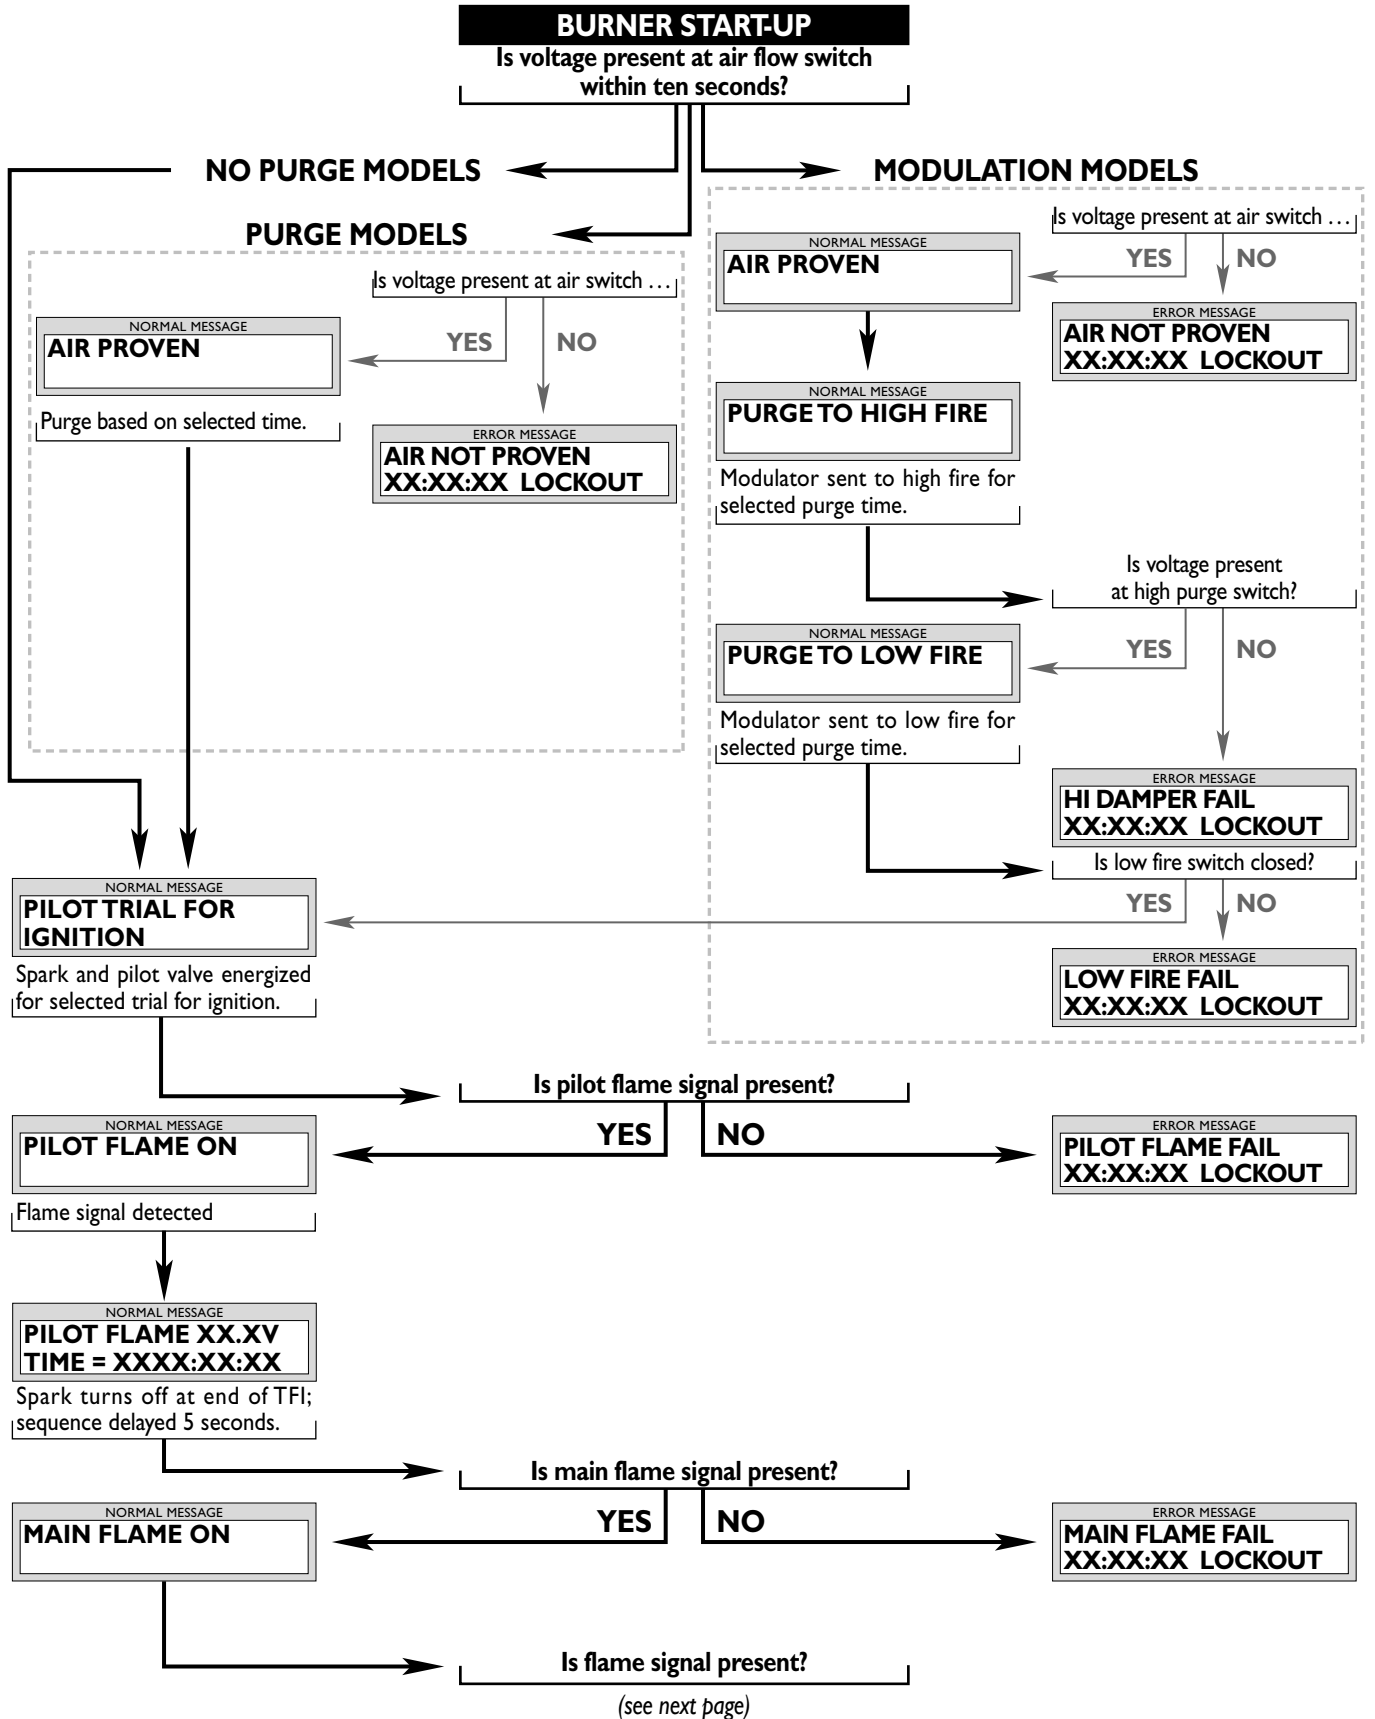 BURNER START-UP
Is voltage present at air flow switch
within ten seconds?
NO PURGE MODELS
MODULATION MODELS
PURGE MODELS
Is voltage present at air switch …
YES
NO
NORMAL MESSAGE
AIR PROVEN
Purge based on selected time.
ERROR MESSAGE
AIR NOT PROVEN
XX:XX:XX LOCKOUT
Is voltage present at air switch …
YES
NO
NORMAL MESSAGE
AIR PROVEN
ERROR MESSAGE
AIR NOT PROVEN
XX:XX:XX LOCKOUT
NORMAL MESSAGE
PURGE TO HIGH FIRE
Modulator sent to high fire for
selected purge time.
Is voltage present
at high purge switch?
YES
NO
NORMAL MESSAGE
PURGE TO LOW FIRE
Modulator sent to low fire for
selected purge time.
ERROR MESSAGE
HI DAMPER FAIL
XX:XX:XX LOCKOUT
Is low fire switch closed?
YES
NO
ERROR MESSAGE
LOW FIRE FAIL
XX:XX:XX LOCKOUT
NORMAL MESSAGE
PILOT TRIAL FOR
IGNITION
Spark and pilot valve energized
for selected trial for ignition.
Is pilot flame signal present?
YES
NO
NORMAL MESSAGE
PILOT FLAME ON
Flame signal detected
ERROR MESSAGE
PILOT FLAME FAIL
XX:XX:XX LOCKOUT
NORMAL MESSAGE
PILOT FLAME XX.XV
TIME = XXXX:XX:XX
Spark turns off at end of TFI;
sequence delayed 5 seconds.
Is main flame signal present?
YES
NO
NORMAL MESSAGE
MAIN FLAME ON
ERROR MESSAGE
MAIN FLAME FAIL
XX:XX:XX LOCKOUT
Is flame signal present?
(see next page)